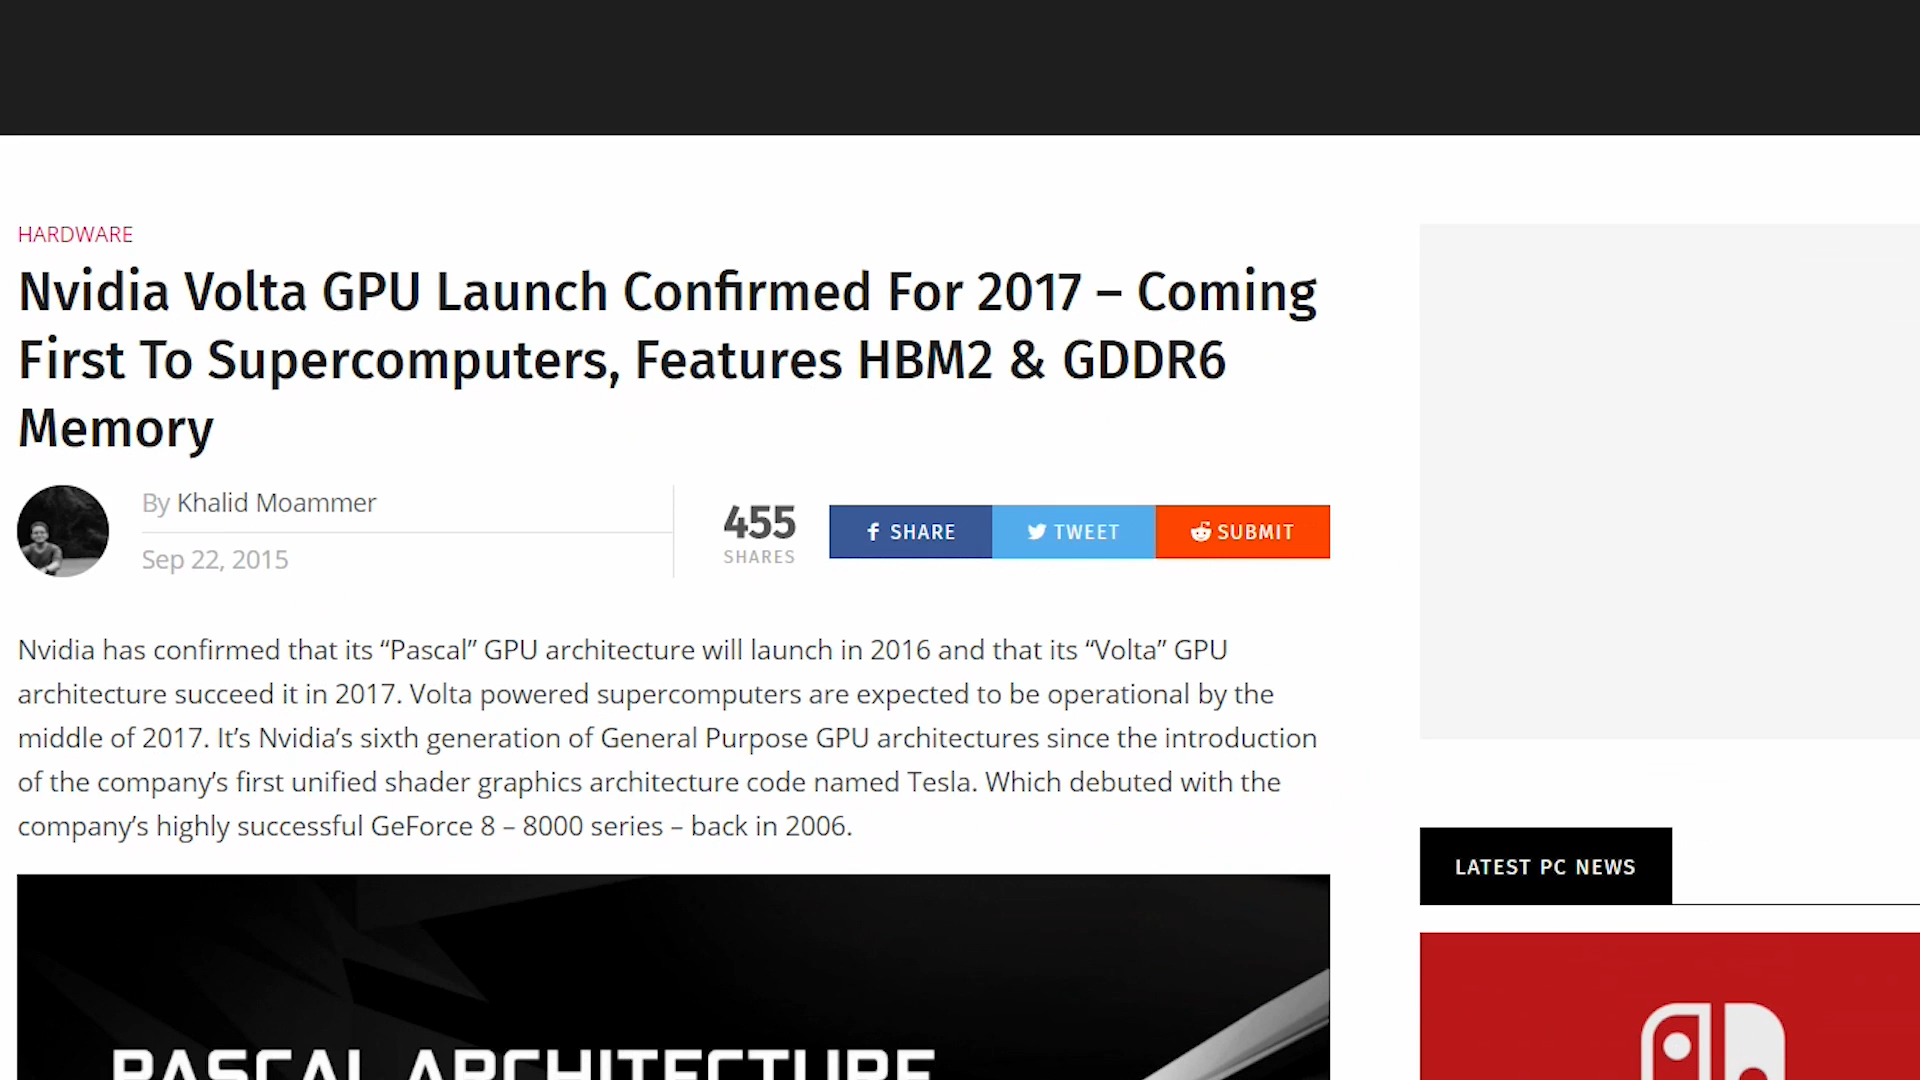 HARDWARE
Nvidia Volta GPU Launch Confirmed For 2017 – Coming
First To Supercomputers, Features HBM2 & GDDR6
Memory
By Khalid Moammer
Sep 22, 2015
455
SHARES
SHARE
TWEET
SUBMIT
Nvidia has confirmed that its “Pascal” GPU architecture will launch in 2016 and that its “Volta” GPU
architecture succeed it in 2017. Volta powered supercomputers are expected to be operational by the
middle of 2017. It’s Nvidia’s sixth generation of General Purpose GPU architectures since the introduction
of the company’s first unified shader graphics architecture code named Tesla. Which debuted with the
company’s highly successful GeForce 8 – 8000 series – back in 2006.
PASCAL ARCHITECTURE
LATEST PC NEWS